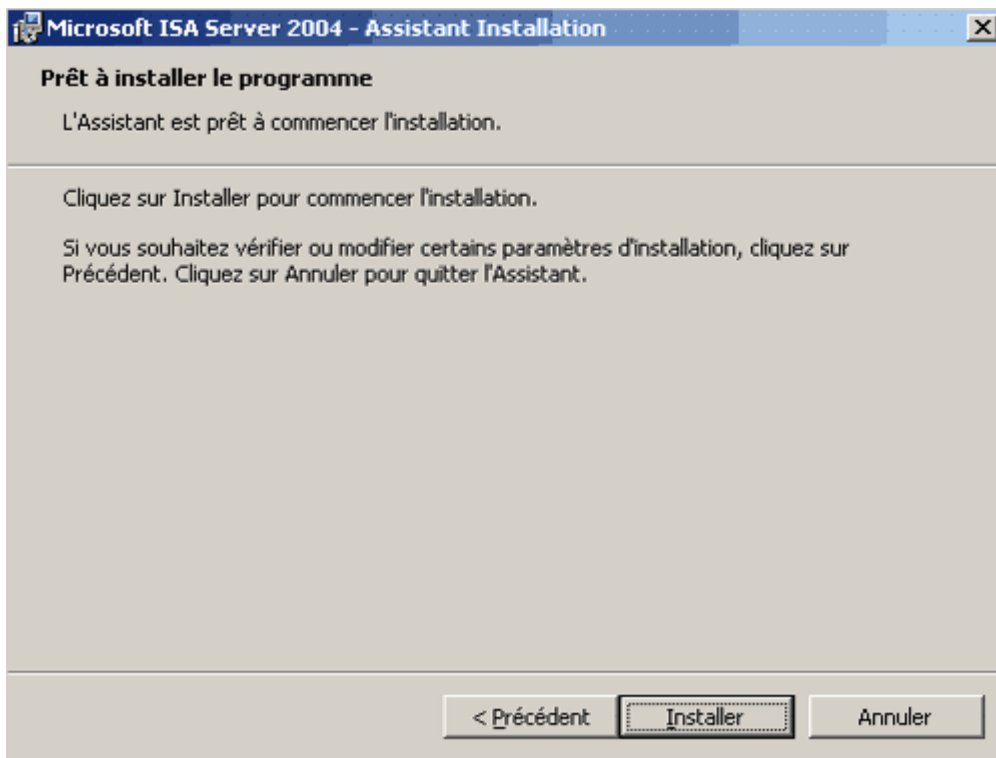 Microsoft ISA Server 2004 - Assistant Installation
Prêt à installer le programme
L'Assistant est prêt à commencer l'installation.
Cliquez sur Installer pour commencer l'installation.
Si vous souhaitez vérifier ou modifier certains paramètres d'installation, cliquez sur
Précédent. Cliquez sur Annuler pour quitter l'Assistant.
< Précédent
Installer
Annuler